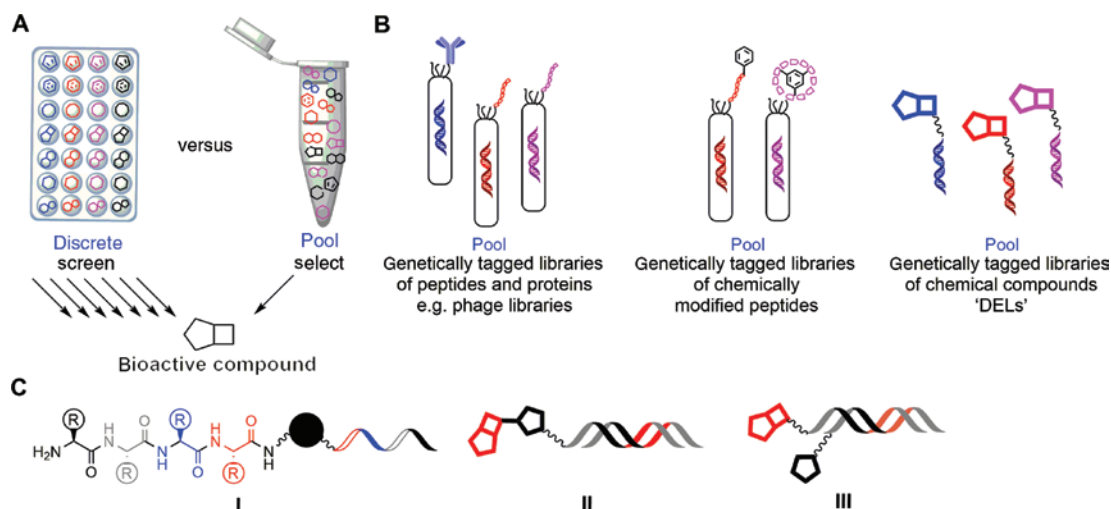 A
B
versus
Discrete
screen
Pool
select
Bioactive compound
Pool
Genetically tagged libraries
of peptides and proteins
e.g. phage libraries
Pool
Genetically tagged libraries
of chemically
modified peptides
Pool
Genetically tagged libraries
of chemical compounds
'DELs'
C
R
O
H
N
R
O
H
N
H2N
O
R
N
H
O
R
N
H
I
II
III